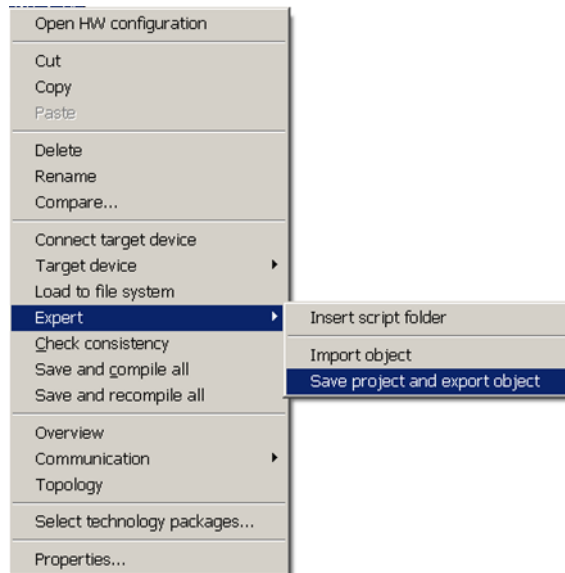 Open HW configuration
Cut
Copy
Paste
Delete
Rename
Compare...
Connect target device
Target device
Load to file system
Expert
Insert script folder
Check consistency
Import object
Save and compile all
Save project and export object
Save and recompile all
Overview
Communication
Topology
Select technology packages...
Properties...